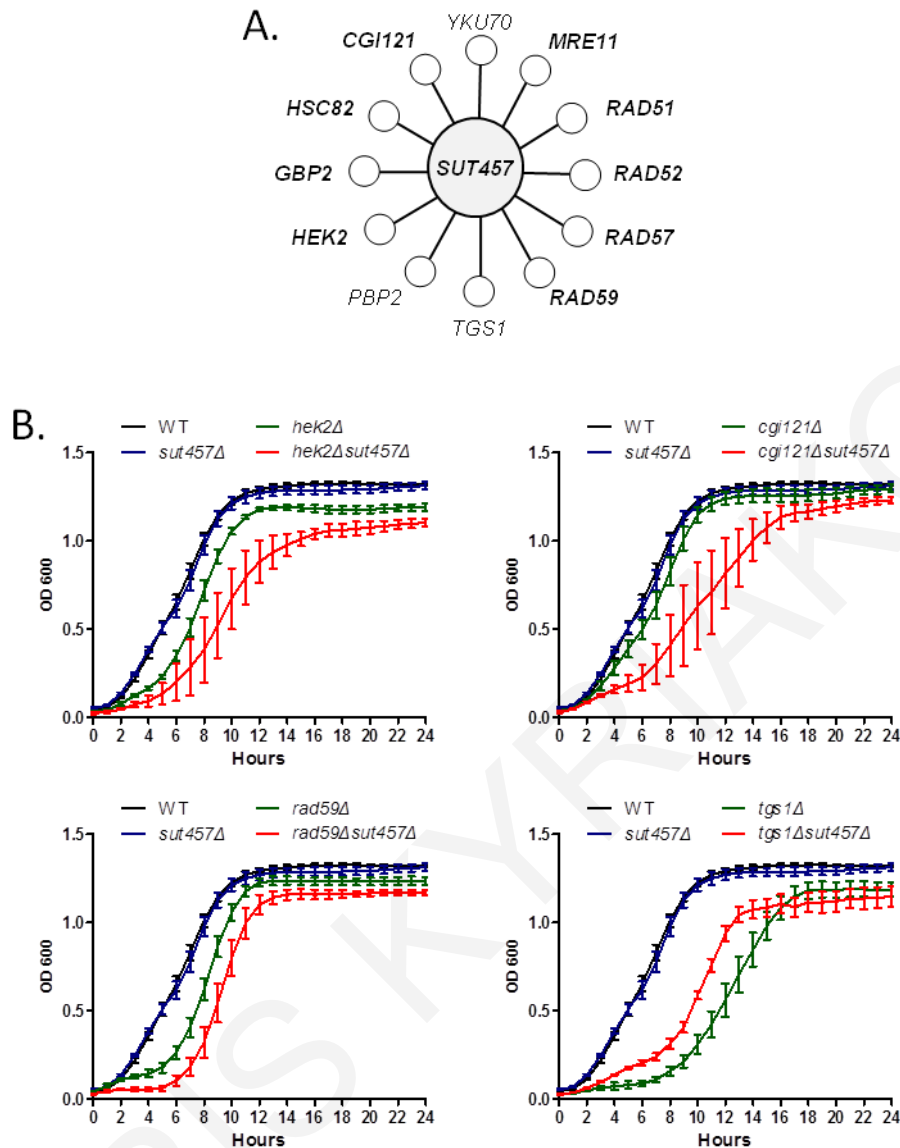 A.
YKU70
CGI121 MRE11
HSC82 RAD51
GBP2 SUT457 RAD52
HEK2 RAD57
PBP2 RAD59
TGS1
B.
WT hek2Δ
sut457Δ hek2Δsut457Δ
1.5
1.0
0.5
0.0
OD 600
0 2 4 6 8 10 12 14 16 18 20 22 24
Hours
WT cgi121Δ
sut457Δ cgi121Δsut457Δ
1.5
1.0
0.5
0.0
OD 600
0 2 4 6 8 10 12 14 16 18 20 22 24
Hours
WT rad59Δ
sut457Δ rad59Δsut457Δ
1.5
1.0
0.5
0.0
OD 600
0 2 4 6 8 10 12 14 16 18 20 22 24
Hours
WT tgs1Δ
sut457Δ tgs1Δsut457Δ
1.5
1.0
0.5
0.0
OD 600
0 2 4 6 8 10 12 14 16 18 20 22 24
Hours
IS KYRIAKO